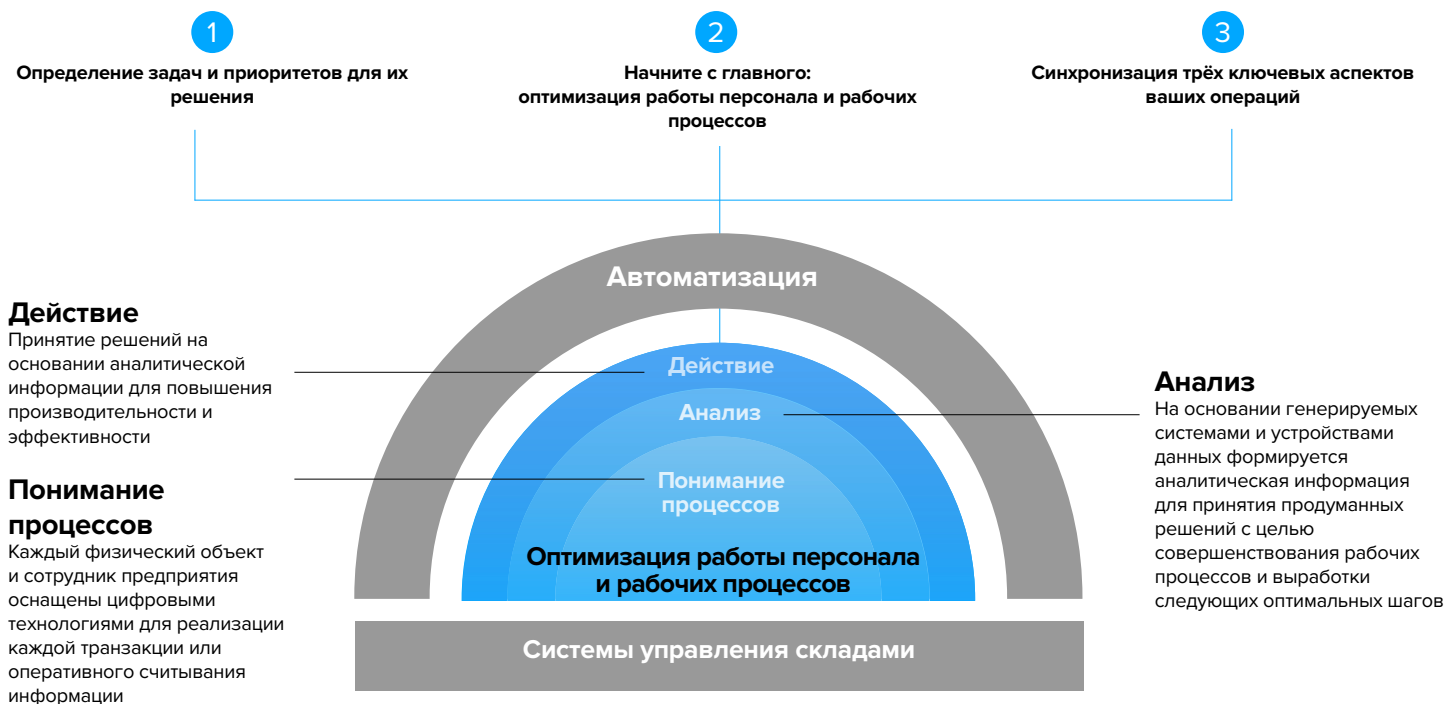 1
Определение задач и приоритетов для их
решения
2
Начните с главного:
оптимизация работы персонала и рабочих
процессов
3
Синхронизация трёх ключевых аспектов
ваших операций
Автоматизация
Действие
Принятие решений на
основании аналитической
информации для повышения
производительности и
эффективности
Понимание
процессов
Каждый физический объект
и сотрудник предприятия
оснащены цифровыми
технологиями для реализации
каждой транзакции или
оперативного считывания
информации
Действие
Анализ
Понимание
процессов
Оптимизация работы персонала
и рабочих процессов
Системы управления складами
Анализ
На основании генерируемых
системами и устройствами
данных формируется
аналитическая информация
для принятия продуманных
решений с целью
совершенствования рабочих
процессов и выработки
следующих оптимальных шагов